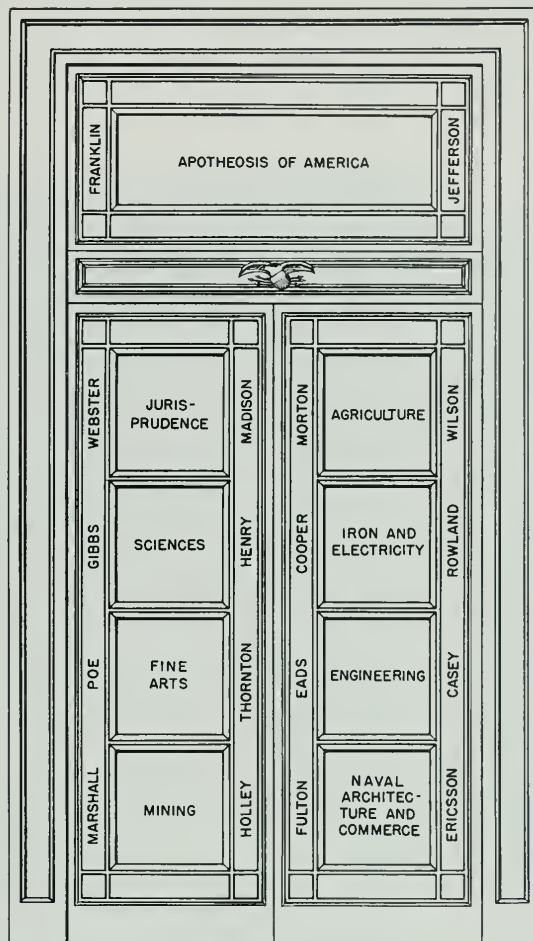 FRANKLIN
APOTHEOSIS OF AMERICA
JEFFERSON
WEBSTER
JURIS-
PRUDENCE
MADISON
MORTON
AGRICULTURE
WILSON
GIBBS
SCIENCES
HENRY
COOPER
IRON AND
ELECTRICITY
ROWLAND
POE
FINE
ARTS
THORNTON
EADS
ENGINEERING
CASEY
MARSHALL
MINING
HOLLEY
FULTON
NAVAL
ARCHITEC-
TURE AND
COMMERCE
ERICSSON